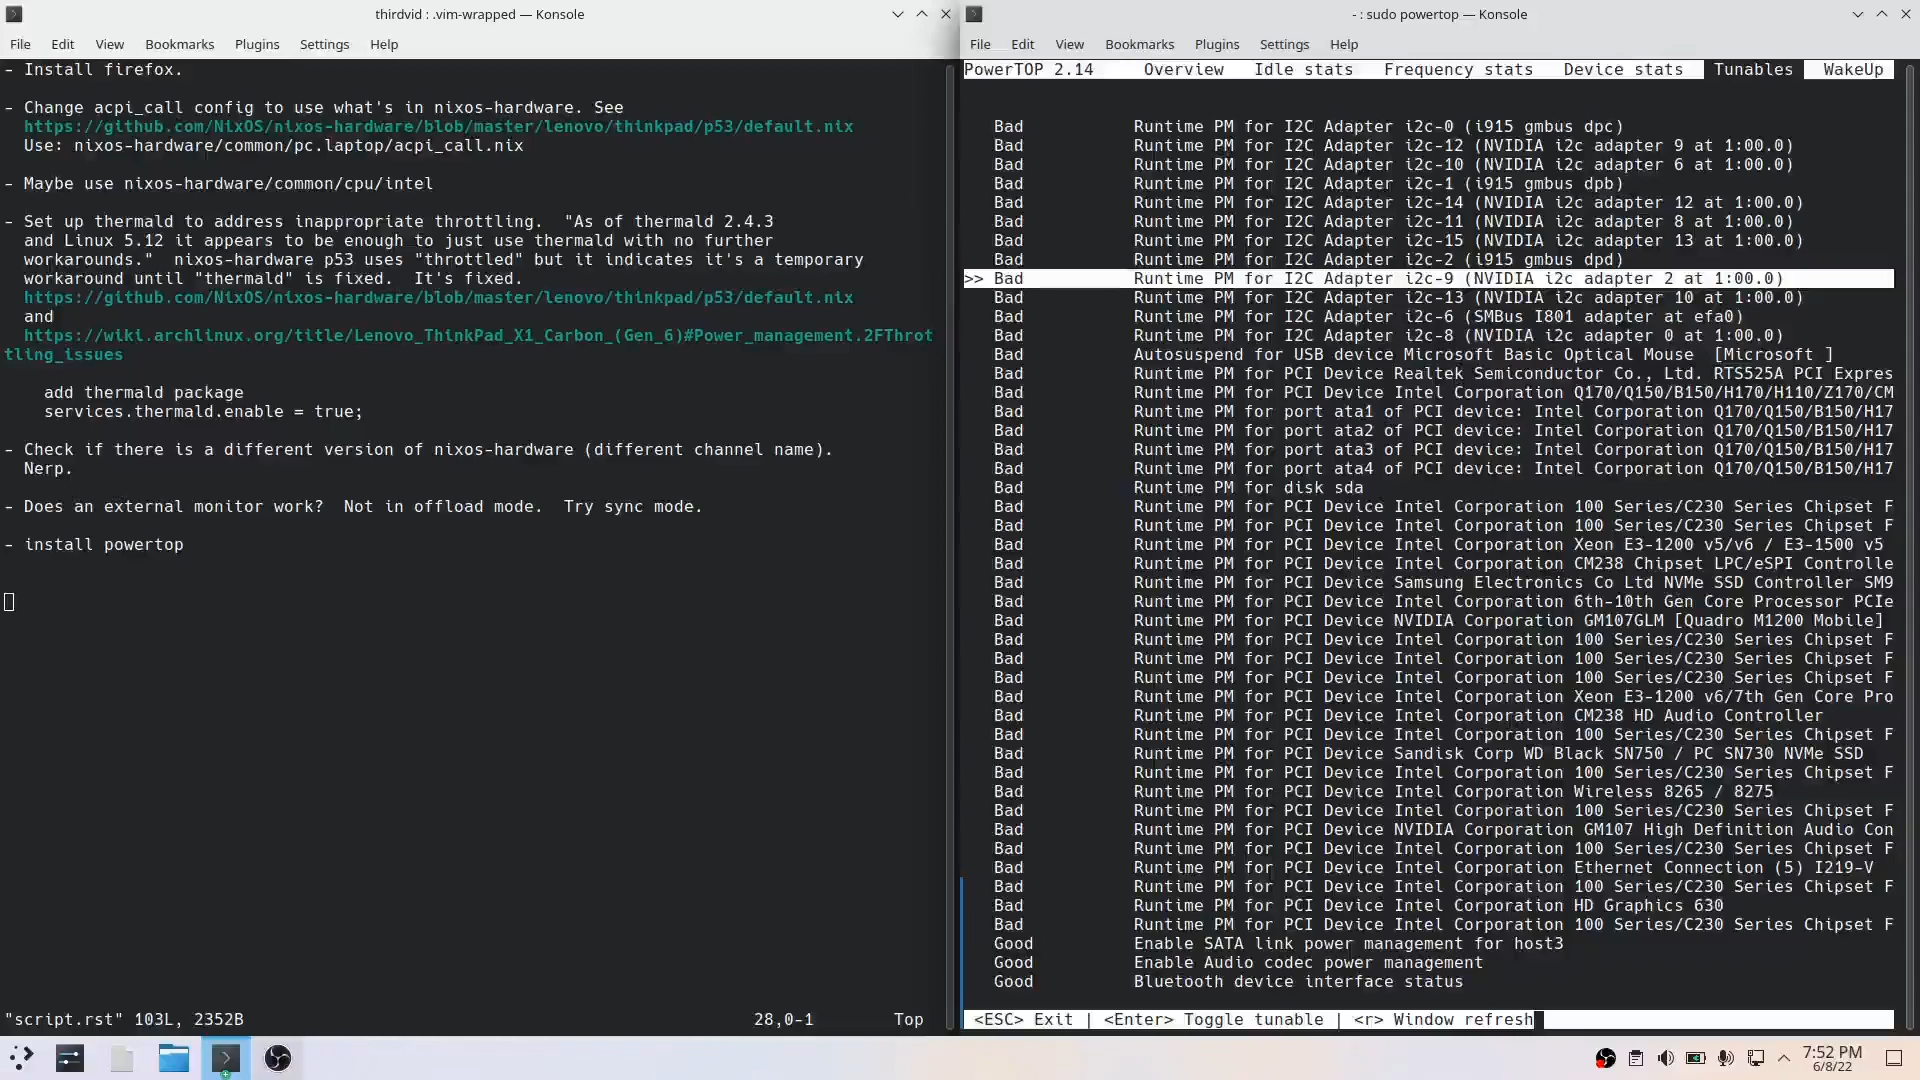 thirdvid : .vim-wrapped — Konsole
File Edit View Bookmarks Plugins Settings Help
- Install firefox.
- Change acpi_call config to use what's in nixos-hardware. See
https://github.com/NixOS/nixos-hardware/blob/master/lenovo/thinkpad/p53/default.nix
Use: nixos-hardware/common/pc.laptop/acpi_call.nix
- Maybe use nixos-hardware/common/cpu/intel
- Set up thermald to address inappropriate throttling.  "As of thermald 2.4.3
and Linux 5.12 it appears to be enough to just use thermald with no further
workarounds."  nixos-hardware p53 uses "throttled" but it indicates it's a temporary
workaround until "thermald" is fixed.  It's fixed.
https://github.com/NixOS/nixos-hardware/blob/master/lenovo/thinkpad/p53/default.nix
and
https://wiki.archlinux.org/title/Lenovo_ThinkPad_X1_Carbon_(Gen_6)#Power_management.2FThrot
tling_issues
add thermald package
services.thermald.enable = true;
- Check if there is a different version of nixos-hardware (different channel name).
Nerp.
- Does an external monitor work?  Not in offload mode.  Try sync mode.
- install powertop
"script.rst" 103L, 2352B 28,0-1 Top
- : sudo powertop — Konsole
File Edit View Bookmarks Plugins Settings Help
PowerTOP 2.14 Overview Idle stats Frequency stats Device stats Tunables WakeUp
Bad Runtime PM for I2C Adapter i2c-0 (i915 gmbus dpc)
Bad Runtime PM for I2C Adapter i2c-12 (NVIDIA i2c adapter 9 at 1:00.0)
Bad Runtime PM for I2C Adapter i2c-10 (NVIDIA i2c adapter 6 at 1:00.0)
Bad Runtime PM for I2C Adapter i2c-1 (i915 gmbus dpb)
Bad Runtime PM for I2C Adapter i2c-14 (NVIDIA i2c adapter 12 at 1:00.0)
Bad Runtime PM for I2C Adapter i2c-11 (NVIDIA i2c adapter 8 at 1:00.0)
Bad Runtime PM for I2C Adapter i2c-15 (NVIDIA i2c adapter 13 at 1:00.0)
Bad Runtime PM for I2C Adapter i2c-2 (i915 gmbus dpd)
>> Bad Runtime PM for I2C Adapter i2c-9 (NVIDIA i2c adapter 2 at 1:00.0)
Bad Runtime PM for I2C Adapter i2c-13 (NVIDIA i2c adapter 10 at 1:00.0)
Bad Runtime PM for I2C Adapter i2c-6 (SMBus I801 adapter at efa0)
Bad Runtime PM for I2C Adapter i2c-8 (NVIDIA i2c adapter 0 at 1:00.0)
Bad Autosuspend for USB device Microsoft Basic Optical Mouse  [Microsoft ]
Bad Runtime PM for PCI Device Realtek Semiconductor Co., Ltd. RTS525A PCI Expres
Bad Runtime PM for PCI Device Intel Corporation Q170/Q150/B150/H170/H110/Z170/CM
Bad Runtime PM for port ata1 of PCI device: Intel Corporation Q170/Q150/B150/H17
Bad Runtime PM for port ata2 of PCI device: Intel Corporation Q170/Q150/B150/H17
Bad Runtime PM for port ata3 of PCI device: Intel Corporation Q170/Q150/B150/H17
Bad Runtime PM for port ata4 of PCI device: Intel Corporation Q170/Q150/B150/H17
Bad Runtime PM for disk sda
Bad Runtime PM for PCI Device Intel Corporation 100 Series/C230 Series Chipset F
Bad Runtime PM for PCI Device Intel Corporation 100 Series/C230 Series Chipset F
Bad Runtime PM for PCI Device Intel Corporation Xeon E3-1200 v5/v6 / E3-1500 v5
Bad Runtime PM for PCI Device Intel Corporation CM238 Chipset LPC/eSPI Controlle
Bad Runtime PM for PCI Device Samsung Electronics Co Ltd NVMe SSD Controller SM9
Bad Runtime PM for PCI Device Intel Corporation 6th-10th Gen Core Processor PCIe
Bad Runtime PM for PCI Device NVIDIA Corporation GM107GLM [Quadro M1200 Mobile]
Bad Runtime PM for PCI Device Intel Corporation 100 Series/C230 Series Chipset F
Bad Runtime PM for PCI Device Intel Corporation 100 Series/C230 Series Chipset F
Bad Runtime PM for PCI Device Intel Corporation 100 Series/C230 Series Chipset F
Bad Runtime PM for PCI Device Intel Corporation Xeon E3-1200 v6/7th Gen Core Pro
Bad Runtime PM for PCI Device Intel Corporation CM238 HD Audio Controller
Bad Runtime PM for PCI Device Intel Corporation 100 Series/C230 Series Chipset F
Bad Runtime PM for PCI Device Sandisk Corp WD Black SN750 / PC SN730 NVMe SSD
Bad Runtime PM for PCI Device Intel Corporation 100 Series/C230 Series Chipset F
Bad Runtime PM for PCI Device Intel Corporation Wireless 8265 / 8275
Bad Runtime PM for PCI Device Intel Corporation 100 Series/C230 Series Chipset F
Bad Runtime PM for PCI Device NVIDIA Corporation GM107 High Definition Audio Con
Bad Runtime PM for PCI Device Intel Corporation 100 Series/C230 Series Chipset F
Bad Runtime PM for PCI Device Intel Corporation Ethernet Connection (5) I219-V
Bad Runtime PM for PCI Device Intel Corporation 100 Series/C230 Series Chipset F
Bad Runtime PM for PCI Device Intel Corporation HD Graphics 630
Bad Runtime PM for PCI Device Intel Corporation 100 Series/C230 Series Chipset F
Good Enable SATA link power management for host3
Good Enable Audio codec power management
Good Bluetooth device interface status
<ESC> Exit | <Enter> Toggle tunable | <r> Window refresh
7:52 PM
6/8/22